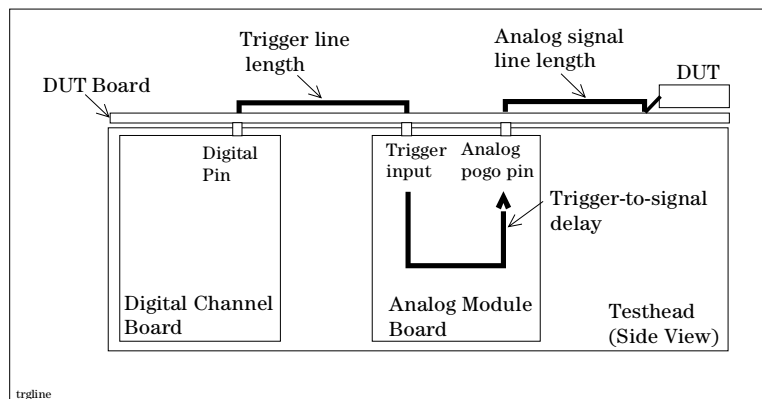 Trigger line
length
Analog signal
line length
DUT
DUT Board
Digital
Pin
Trigger
input
Analog
pogo pin
Trigger-to-signal
delay
Digital Channel
Board
Analog Module
Board
Testhead
(Side View)
trgline